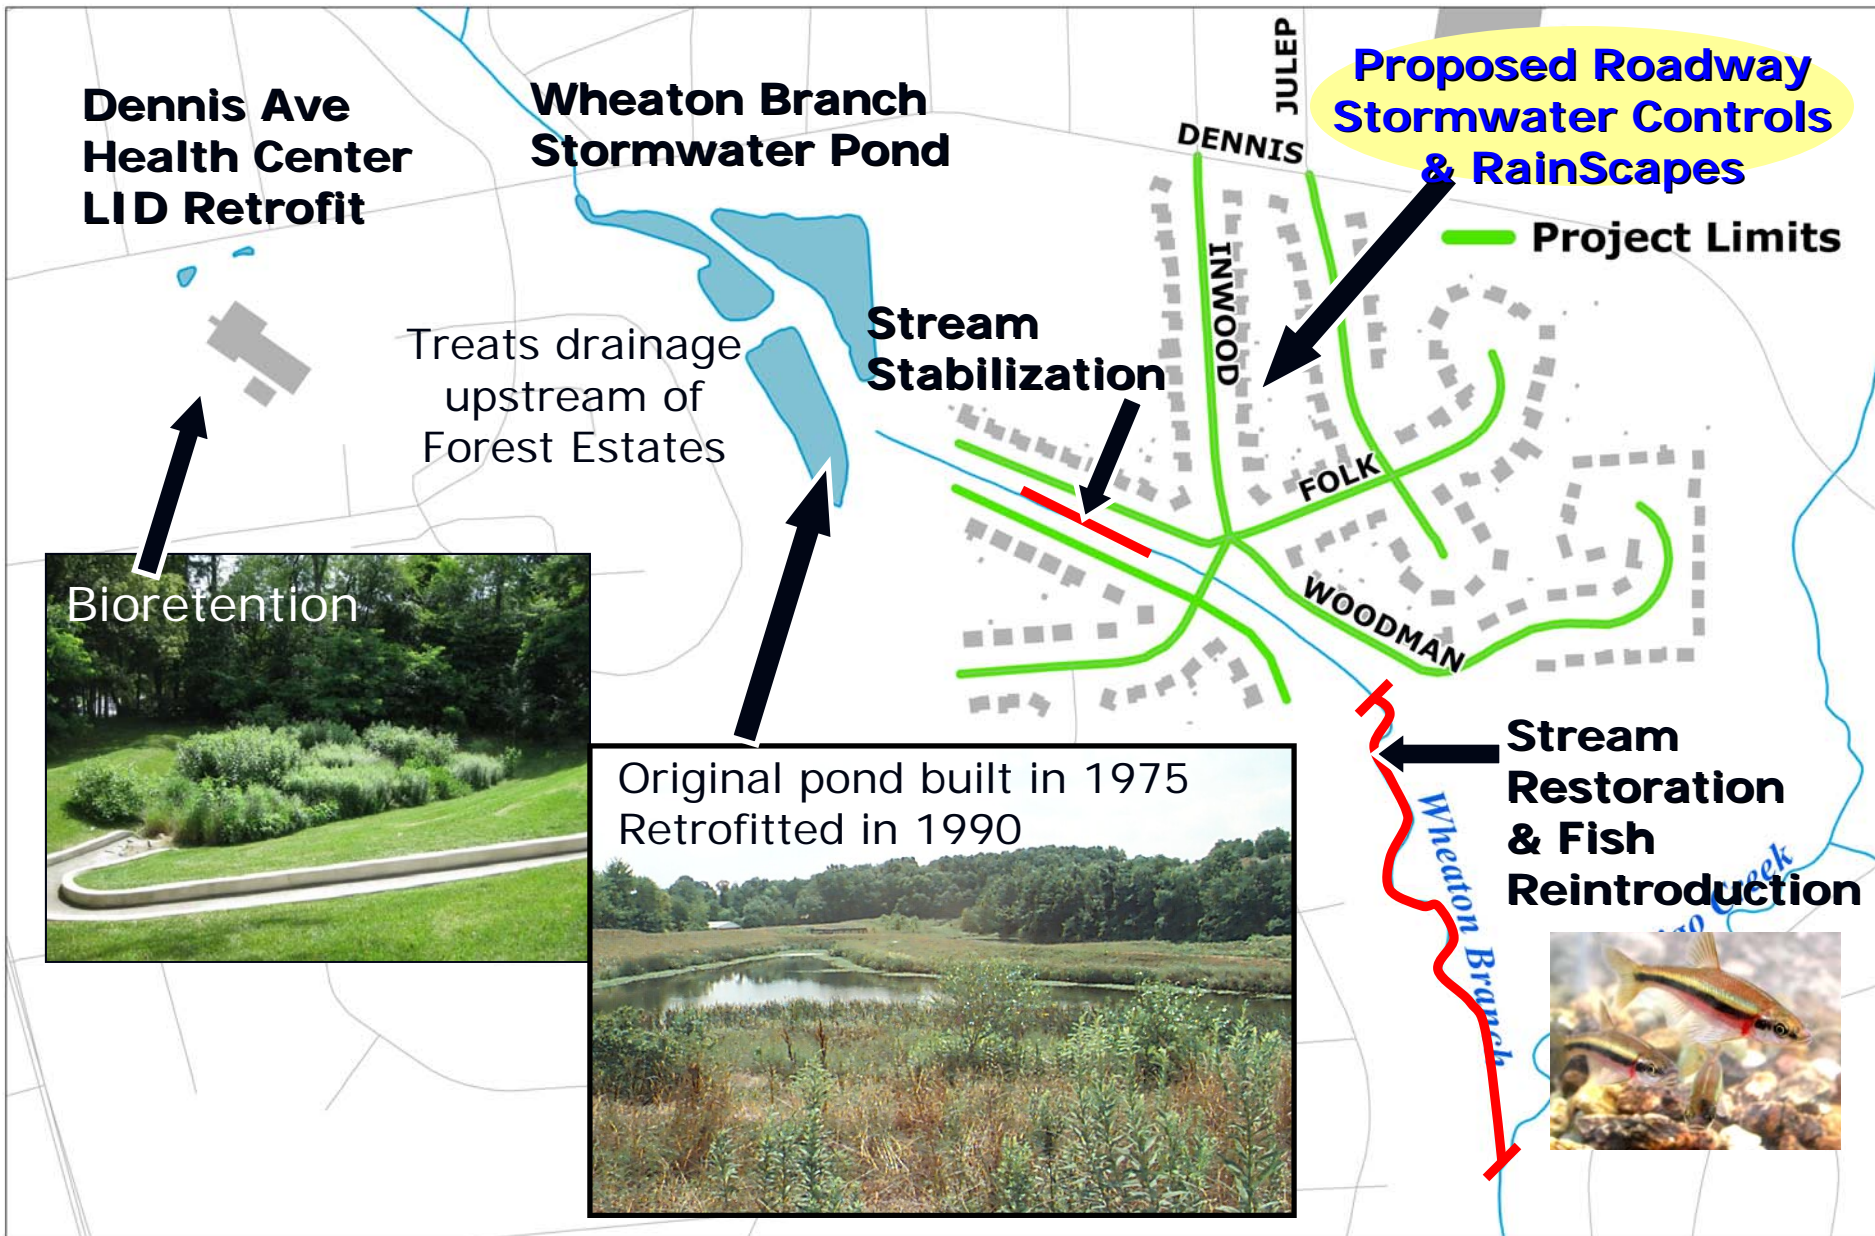 Dennis Ave
Health Center
LID Retrofit
Wheaton Branch
Stormwater Pond
JULEP
DENNIS
Proposed Roadway
Stormwater Controls
& RainScapes
Project Limits
INWOOD
Treats drainage
upstream of
Forest Estates
Stream
Stabilization
FOLK
WOODMAN
Bioretention
Original pond built in 1975
Retrofitted in 1990
Stream
Restoration
& Fish
Reintroduction
Wheaton Branch
Creek